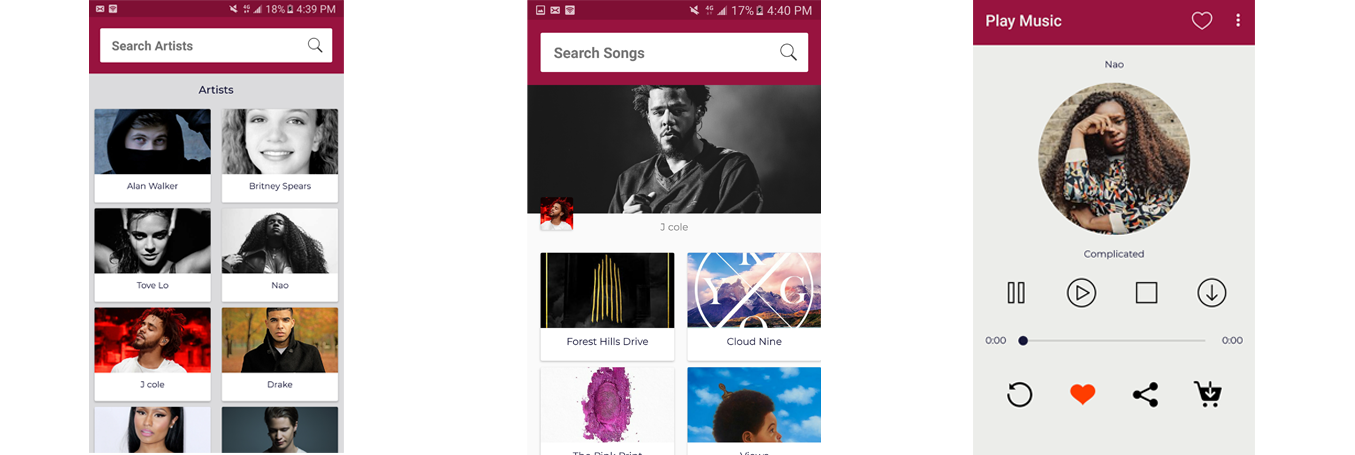 18% 4:39 PM
Search Artists
Artists
Alan Walker
Britney Spears
Tove Lo
Nao
J cole
Drake
4G 17% 4:40 PM
Search Songs
J cole
Forest Hills Drive
K
Y G
O
Cloud Nine
The Pink Print
Views
Play Music
Nao
Complicated
0:00 0:00